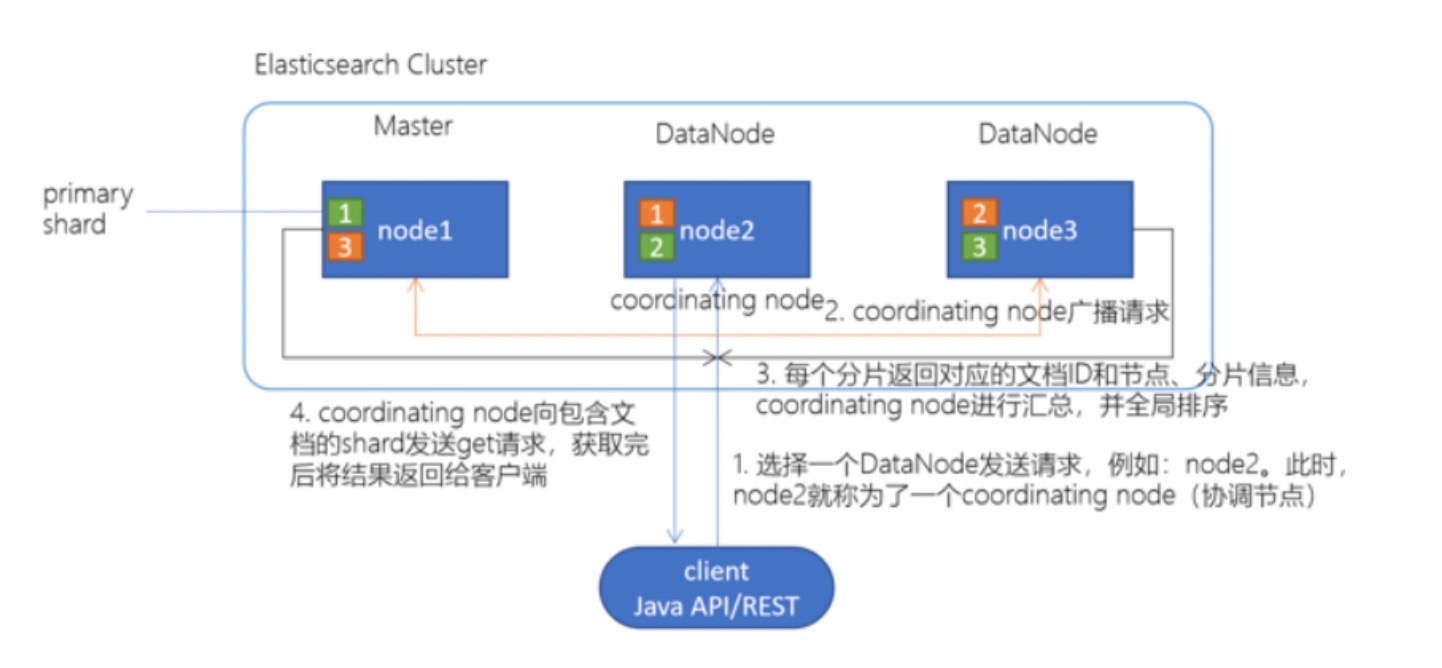 Elasticsearch Cluster
Master
DataNode
DataNode
primary
shard
1
3
node1
1
2
node2
2
3
node3
coordinating node
2. coordinating node广播请求
3. 每个分片返回对应的文档ID和节点、分片信息，
coordinating node进行汇总，并全局排序
4. coordinating node向包含文
档的shard发送get请求，获取完
后将结果返回给客户端
1. 选择一个DataNode发送请求，例如：node2。此时，
node2就称为了一个coordinating node（协调节点）
client
Java API/REST